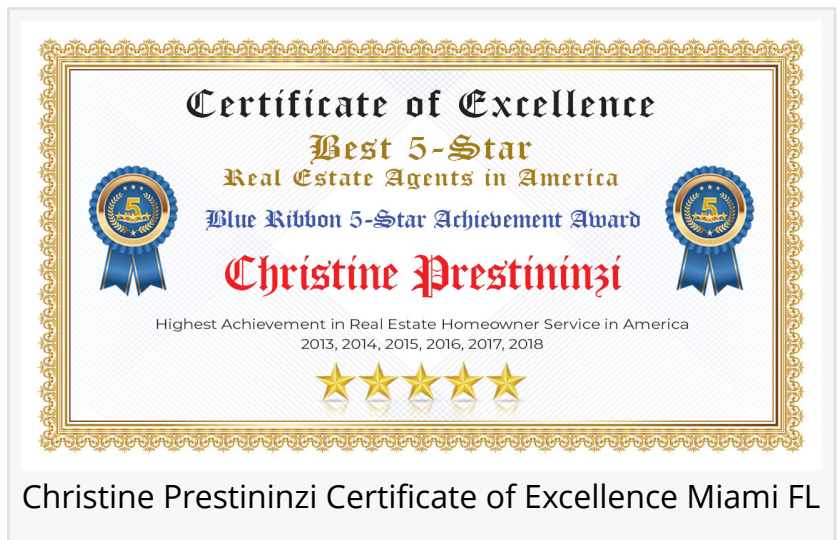 Certificate of Excellence
Best 5-Star
Real Estate Agents in America
Blue Ribbon 5-Star Achievement Award
5
5
Christine Prestininzi
Highest Achievement in Real Estate Homeowner Service in America
2013, 2014, 2015, 2016, 2017, 2018
Christine Prestininzi Certificate of Excellence Miami FL